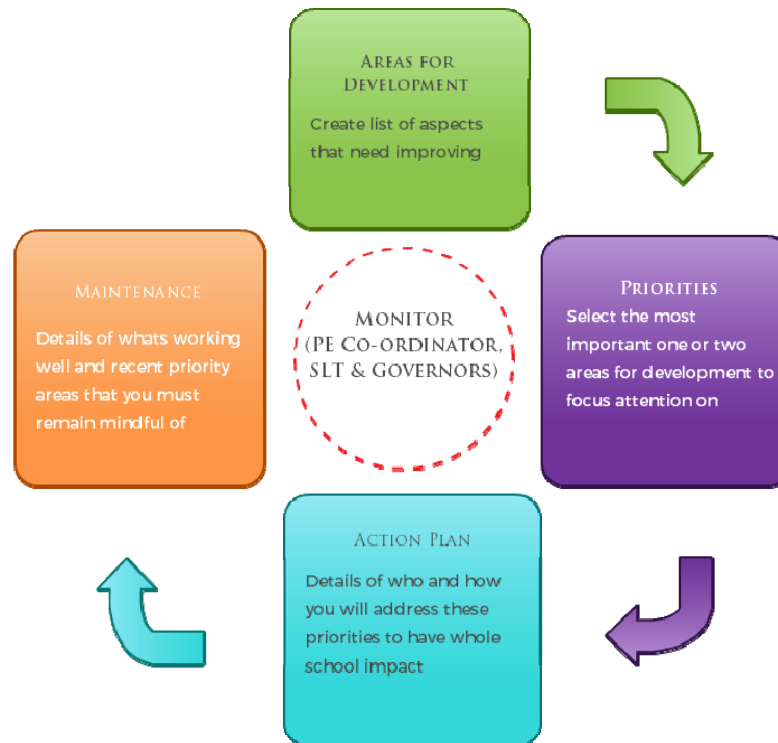 AREAS FOR
DEVELOPMENT
Create list of aspects
that need improving
MAINTENANCE
Details of whats working
well and recent priority
areas that you must
remain mindful of
MONITOR
(PE CO-ORDINATOR,
SLT & GOVERNORS)
PRIORITIES
Select the most
important one or two
areas for development to
focus attention on
ACTION PLAN
Details of who and how
you will address these
priorities to have whole
school impact